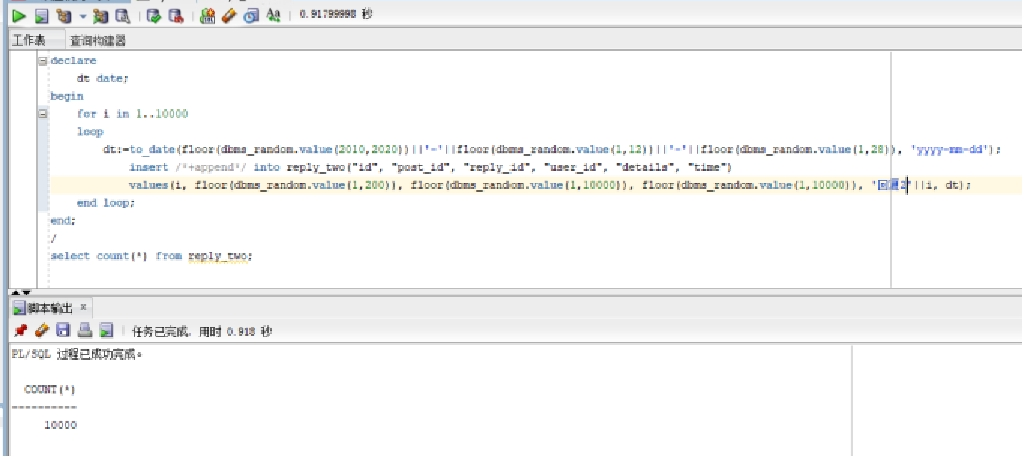 0.91799998 秒
工作表 查询构建器
declare
dt date;
begin
for i in 1..10000
loop
dt:=to_date(floor(dbms_random.value(2010,2020))||'-'||floor(dbms_random.value(1,12))||'-'||floor(dbms_random.value(1,28)), 'yyyy-mm-dd');
insert /*+append*/ into reply_two("id", "post_id", "reply_id", "user_id", "details", "time")
values(i, floor(dbms_random.value(1,200)), floor(dbms_random.value(1,10000)), floor(dbms_random.value(1,10000)), '回2'||i, dt);
end loop;
end;
/
select count(*) from reply_two;
脚本输出 ×
任务已完成. 用时 0.918 秒
PL/SQL 过程已成功完成。
COUNT(*)
----------
10000